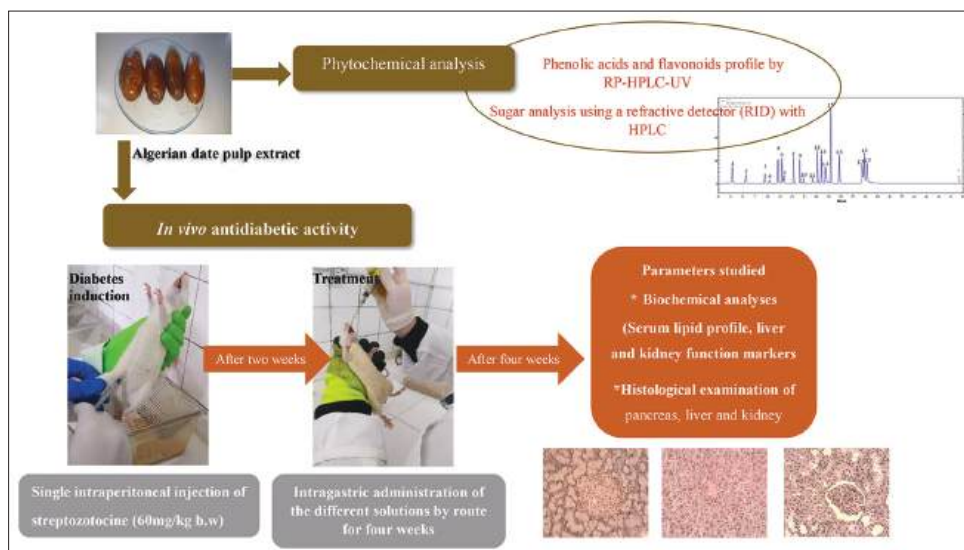 Phytochemical analysis
Phenolic acids and flavonoids profile by
RP-HPLC-UV
Sugar analysis using a refractive detector (RID) with
HPLC
Algerian date pulp extract
In vivo antidiabetic activity
Diabetes
induction
After two weeks
Treatment
After four weeks
Parameters studied
* Biochemical analyses
(Serum lipid profile, liver
and kidney function markers
*Histological examination of
pancreas, liver and kidney
Single intraperitoneal injection of
streptozotocine (60mg/kg b.w)
Intragastric administration of
the different solutions by route
for four weeks